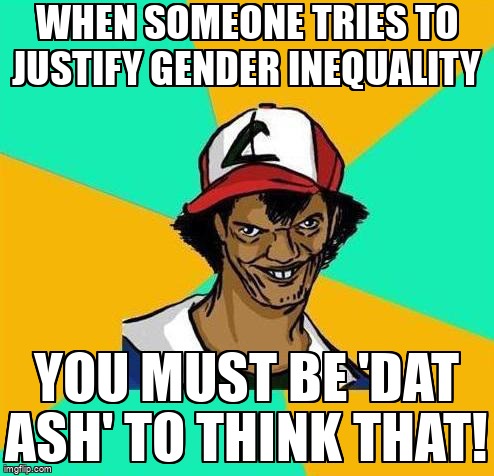 WHEN SOMEONE TRIES TO
JUSTIFY GENDER INEQUALITY
YOU MUST BE 'DAT
ASH' TO THINK THAT!
imgflip.com